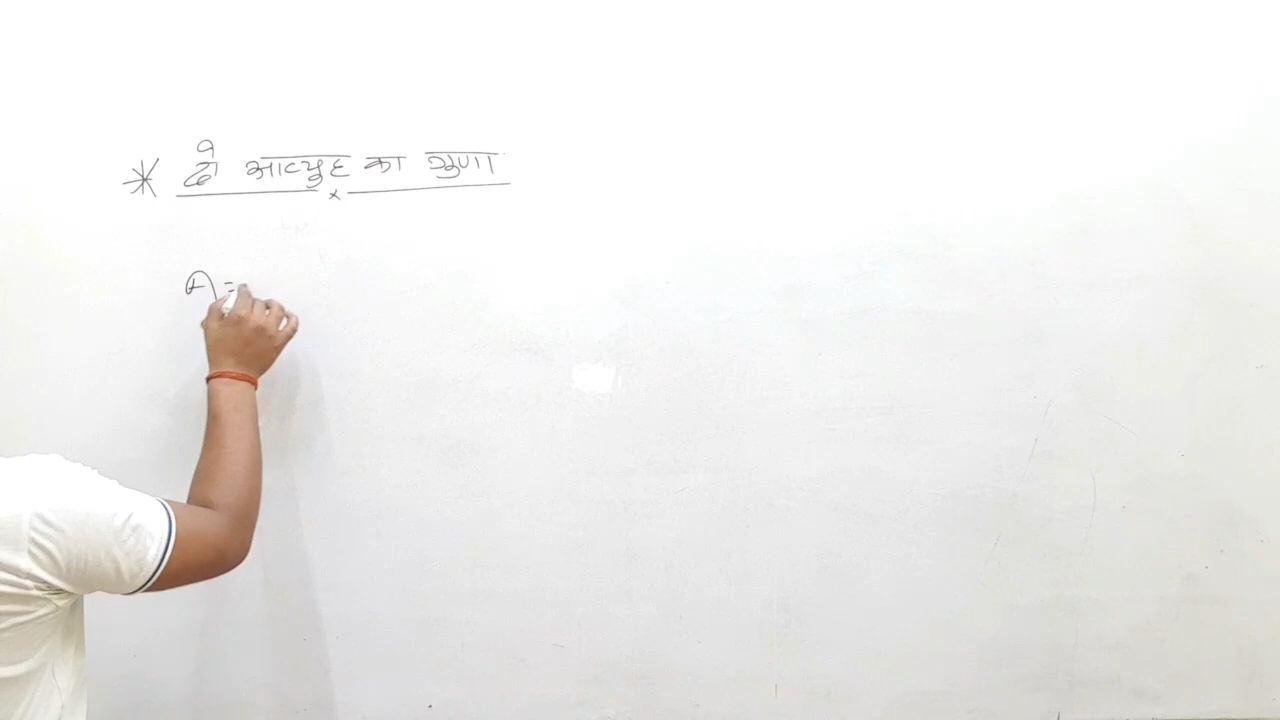 * दो आव्युह का गुणा
A =